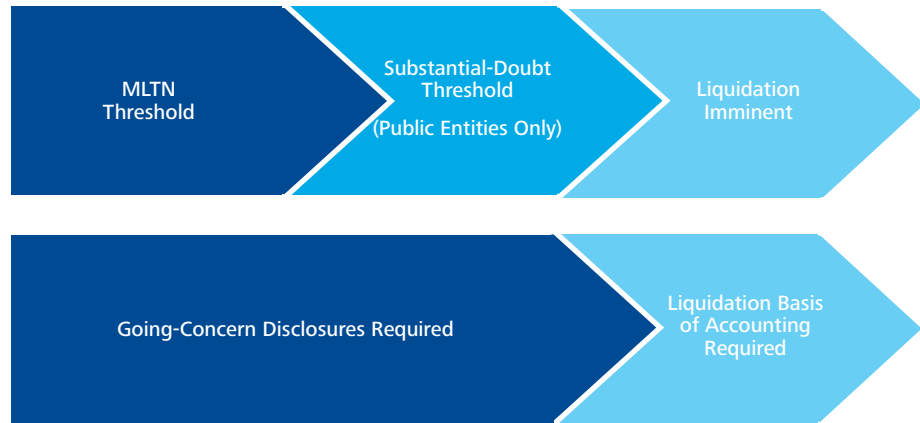 MLTN
Threshold
Substantial-Doubt
Threshold
(Public Entities Only)
Liquidation
Imminent
Going-Concern Disclosures Required
Liquidation Basis
of Accounting
Required